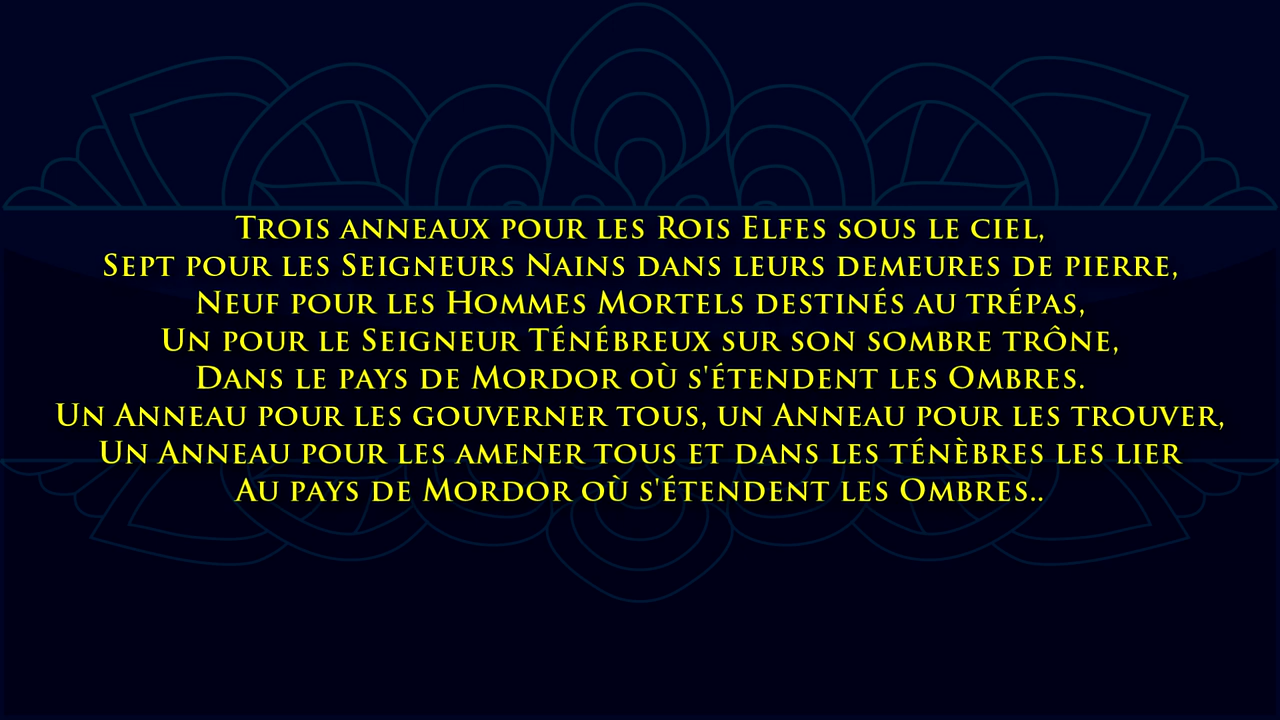 Trois anneaux pour les Rois Elfes sous le ciel,
Sept pour les Seigneurs Nains dans leurs demeures de pierre,
Neuf pour les Hommes Mortels destinés au trépas,
Un pour le Seigneur Ténébreux sur son sombre trône,
Dans le pays de Mordor où s'étendent les Ombres.
Un Anneau pour les gouverner tous, un Anneau pour les trouver,
Un Anneau pour les amener tous et dans les ténèbres les lier
Au pays de Mordor où s'étendent les Ombres..